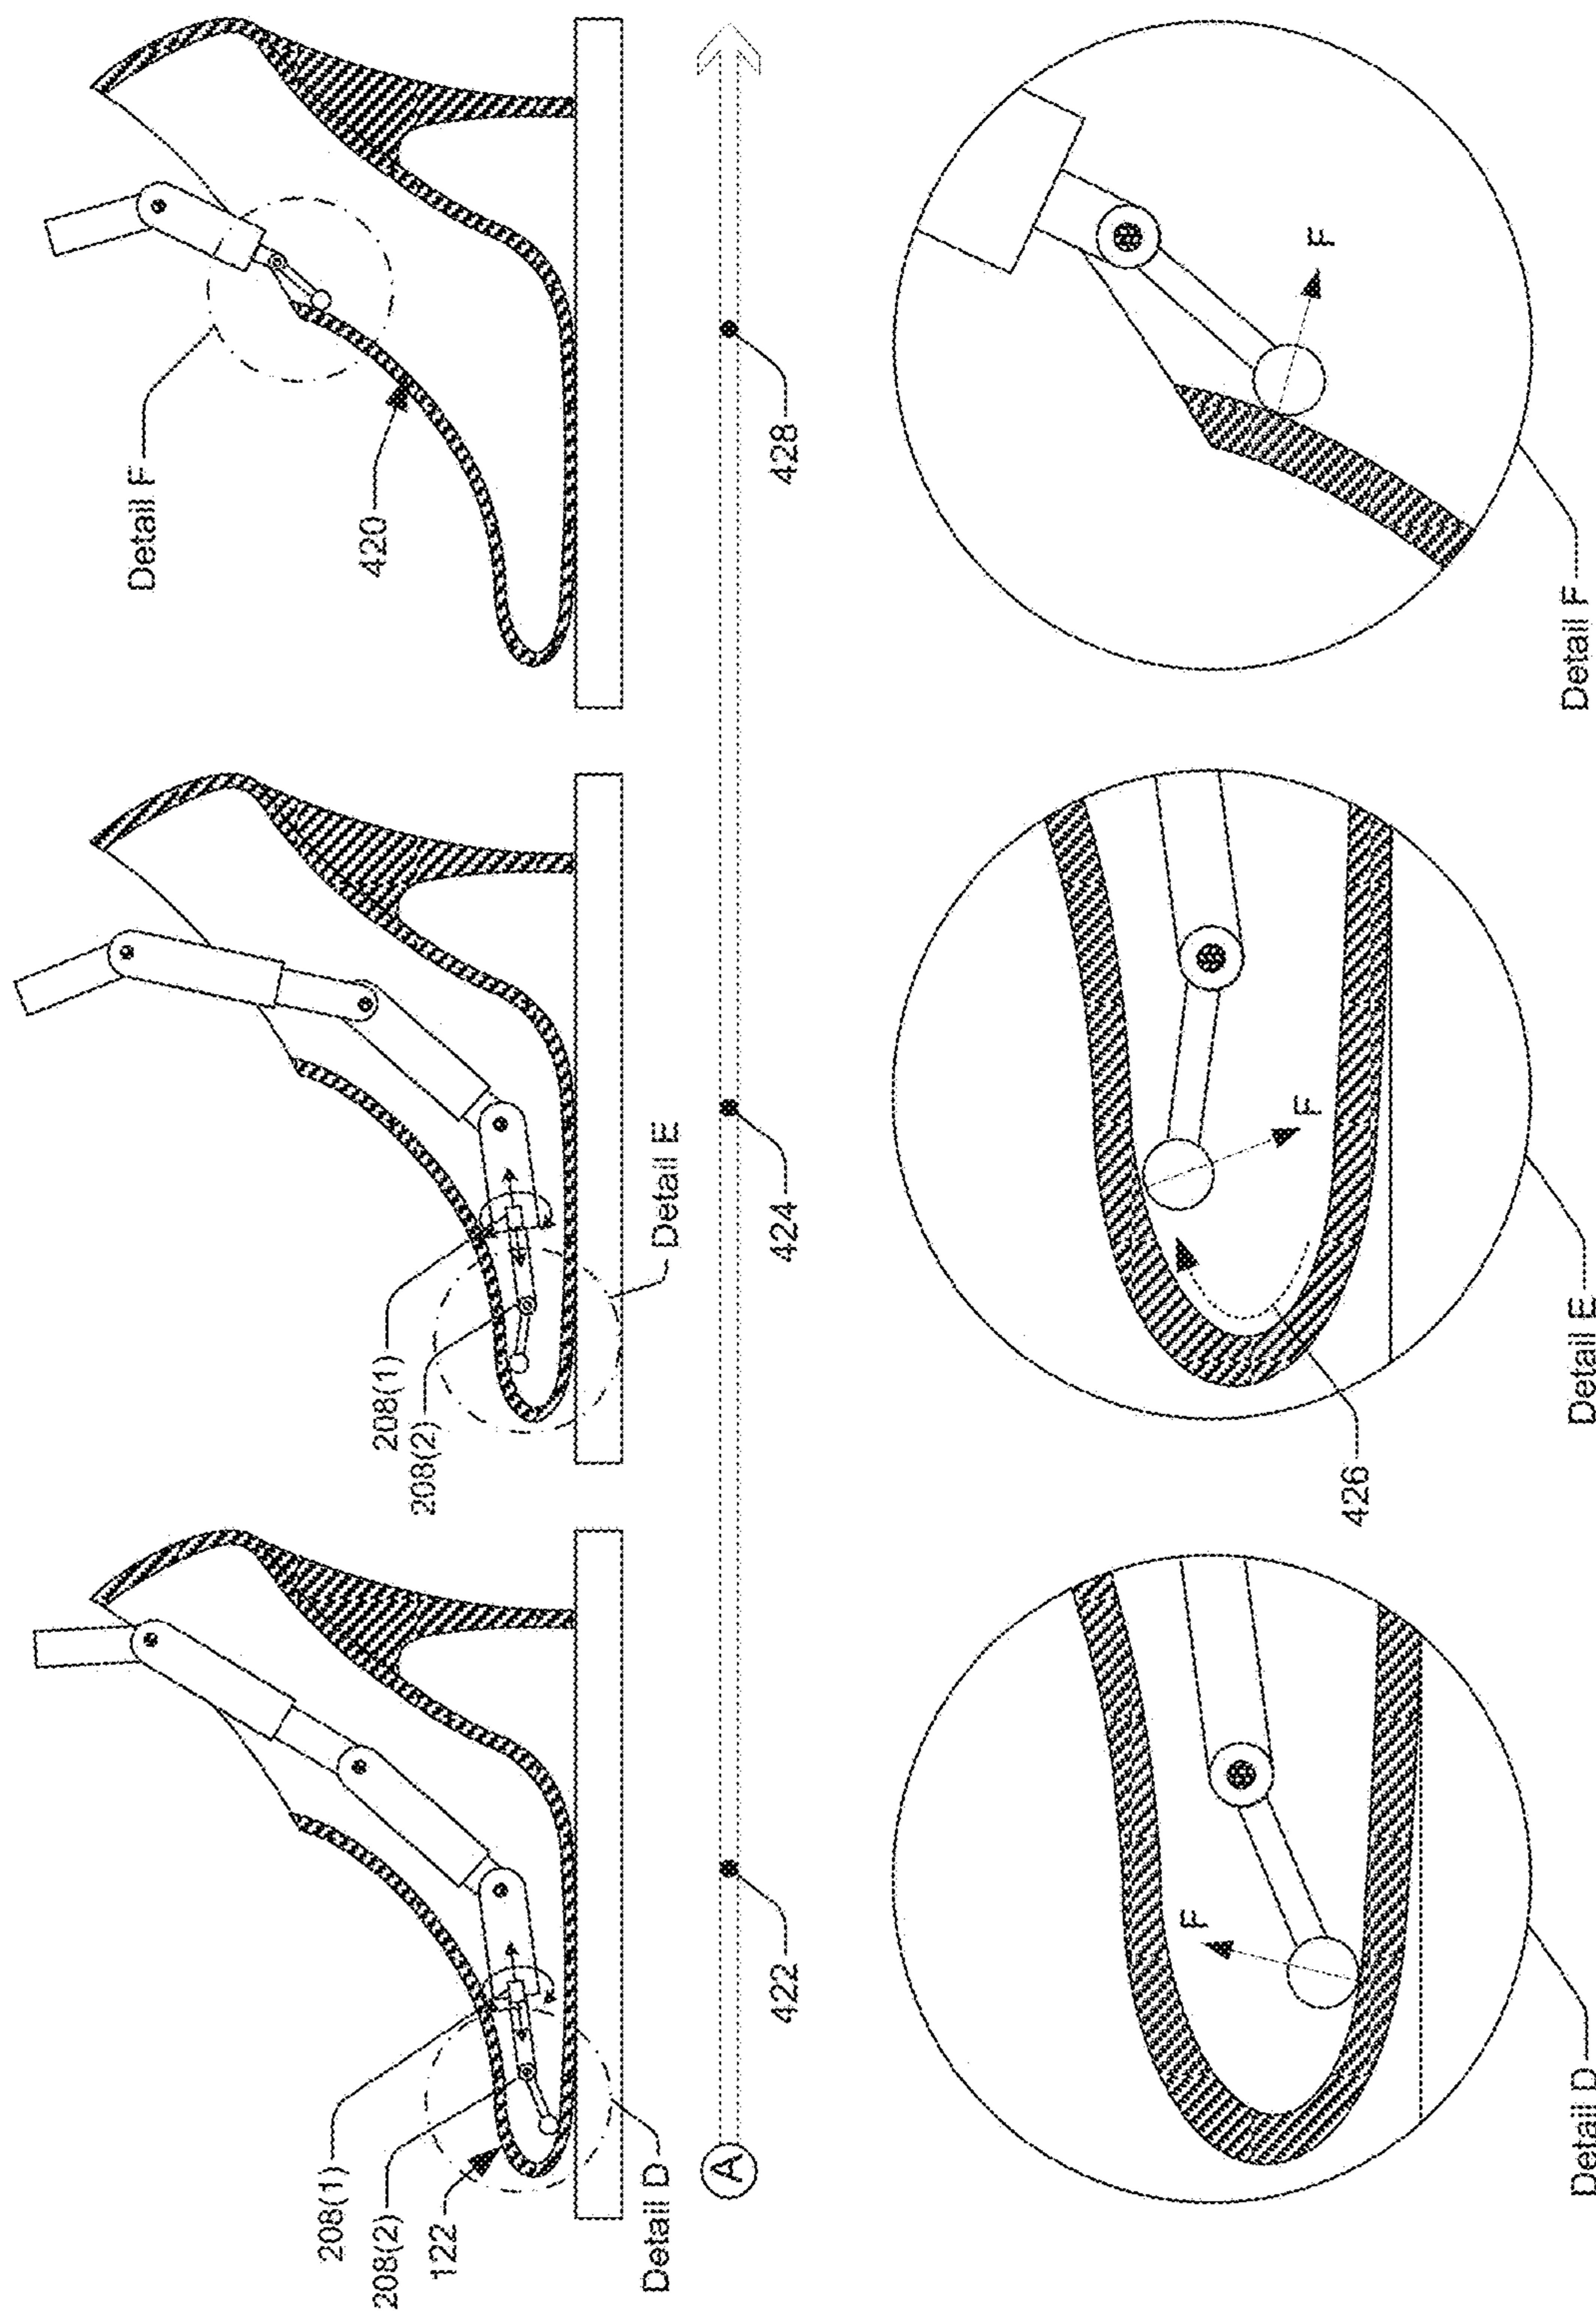 Detail F
420
208(1)
208(2)
Detail E
208(1)
208(2)
122
Detail D
A
422
424
428
F
Detail D
F
426
Detail E
F
Detail F